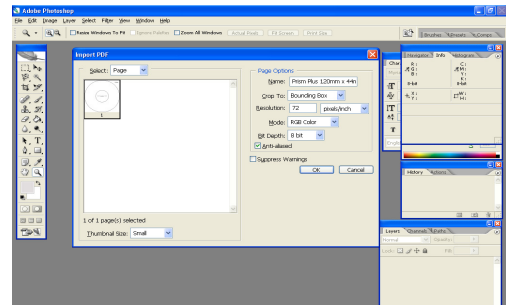 Adobe Photoshop
File Edit Image Layer Select Filter View Window Help
Resize Windows To Fit Ignore Palettes Zoom All Windows Actual Pixels Fit Screen Print Size
Brushes Comps
Import PDF
Select: Page
1
1 of 1 page(s) selected
Thumbnail Size: Small
Page Options
Name: Prism Plus 120mm x 44m
Crop To: Bounding Box
Resolution: 72 pixels/inch
Mode: RGB Color
Bit Depth: 8 bit
Anti-aliased
Suppress Warnings
OK Cancel
Navigator Info Histogram
R :
G :
B :
8-bit
X :
Y :
W :
H :
History Actions
Layers Channels Paths
Normal Opacity:
Lock: Fill: